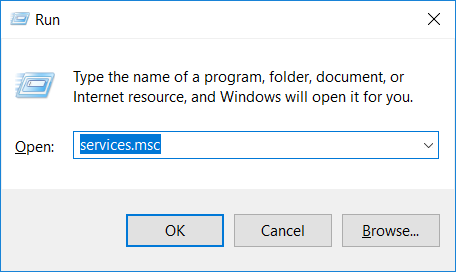 Run
Type the name of a program, folder, document, or
Internet resource, and Windows will open it for you.
Open: services.msc
OK Cancel Browse...